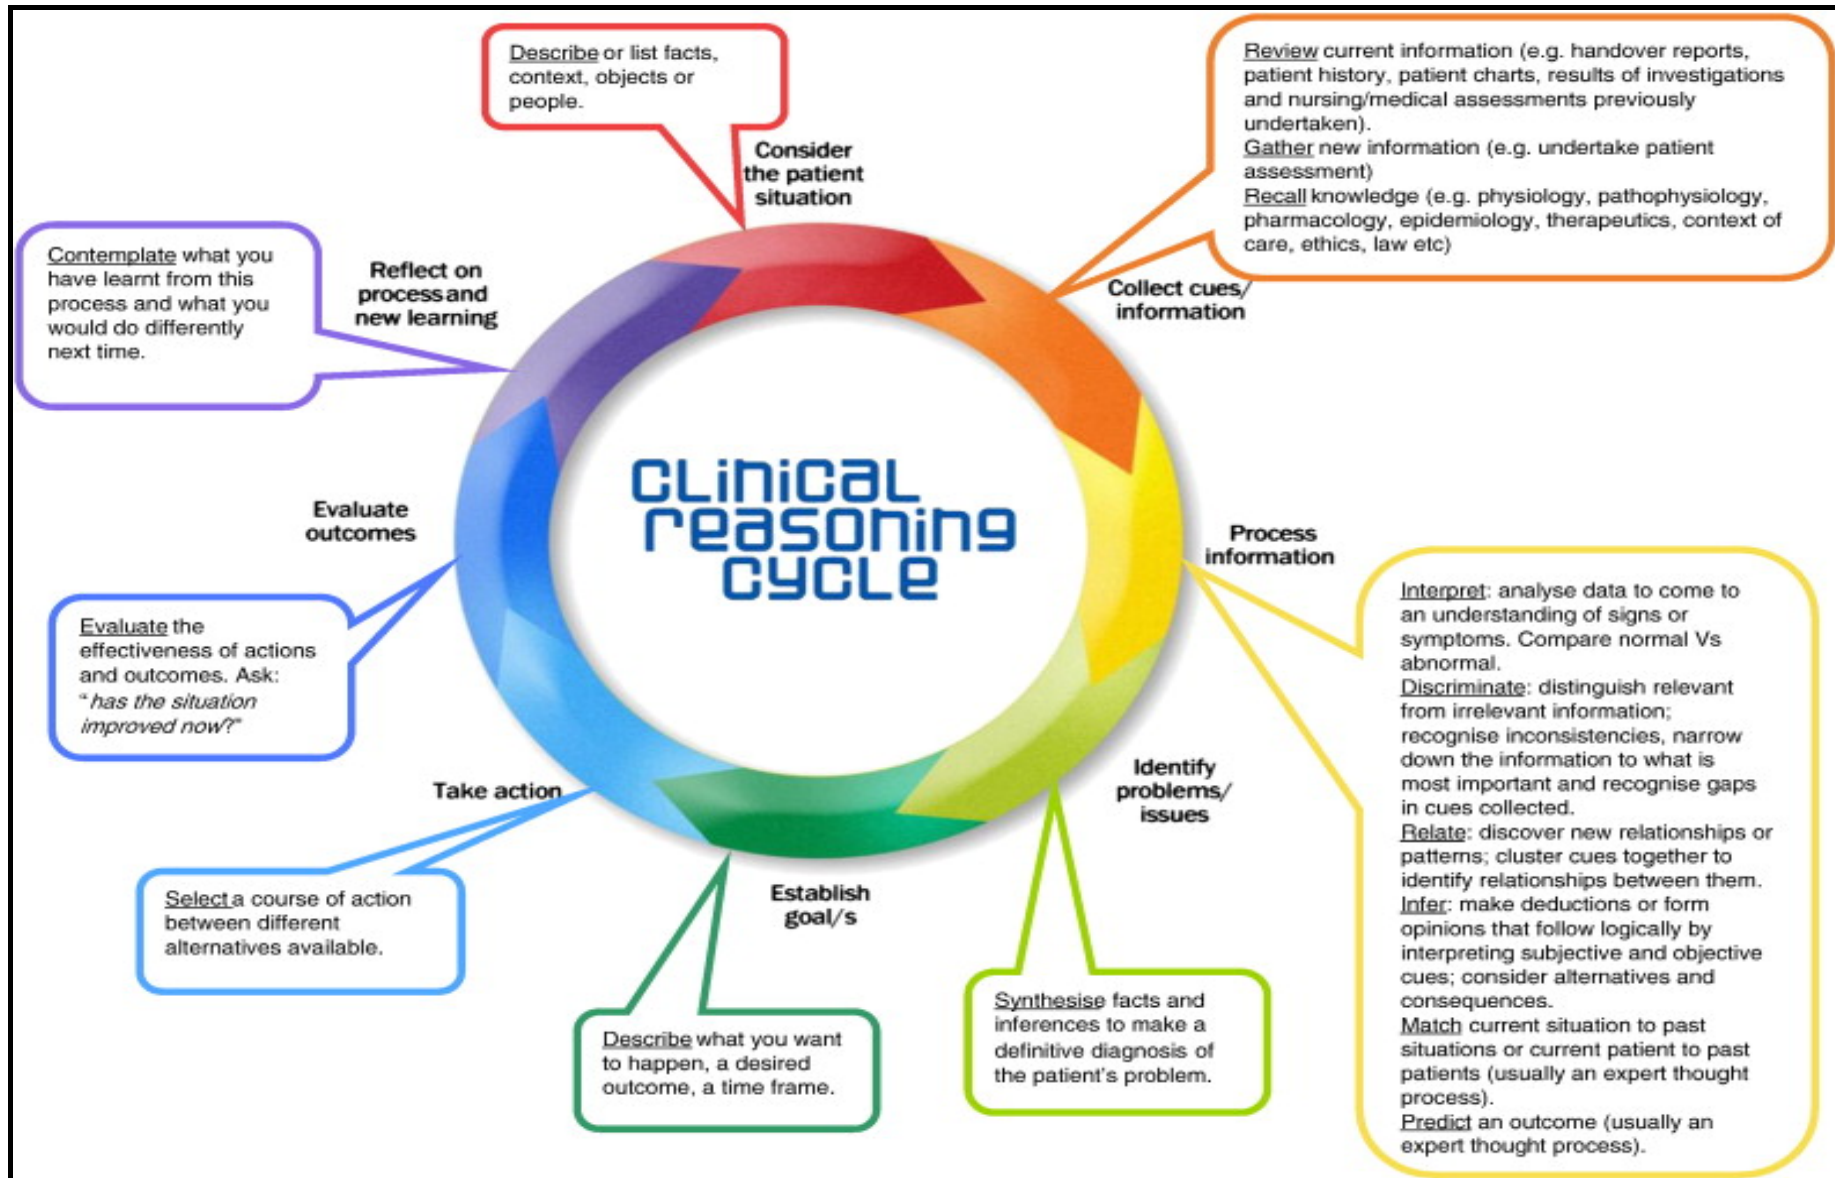 Describe or list facts,
context, objects or
people.
Consider
the patient
situation
Review current information (e.g. handover reports,
patient history, patient charts, results of investigations
and nursing/medical assessments previously
undertaken).
Gather new information (e.g. undertake patient
assessment)
Recall knowledge (e.g. physiology, pathophysiology,
pharmacology, epidemiology, therapeutics, context of
care, ethics, law etc)
Collect cues/
information
Process
information
Interpret: analyse data to come to
an understanding of signs or
symptoms. Compare normal Vs
abnormal.
Discriminate: distinguish relevant
from irrelevant information;
recognise inconsistencies, narrow
down the information to what is
most important and recognise gaps
in cues collected.
Relate: discover new relationships or
patterns; cluster cues together to
identify relationships between them.
Infer: make deductions or form
opinions that follow logically by
interpreting subjective and objective
cues; consider alternatives and
consequences.
Match current situation to past
situations or current patient to past
patients (usually an expert thought
process).
Predict an outcome (usually an
expert thought process).
Identify
problems/
issues
Synthesise facts and
inferences to make a
definitive diagnosis of
the patient's problem.
Establish
goal/s
Describe what you want
to happen, a desired
outcome, a time frame.
Take action
Select a course of action
between different
alternatives available.
Evaluate
outcomes
Evaluate the
effectiveness of actions
and outcomes. Ask:
"has the situation
improved now?"
Reflect on
process and
new learning
Contemplate what you
have learnt from this
process and what you
would do differently
next time.
CLINICAL
REASONING
CYCLE